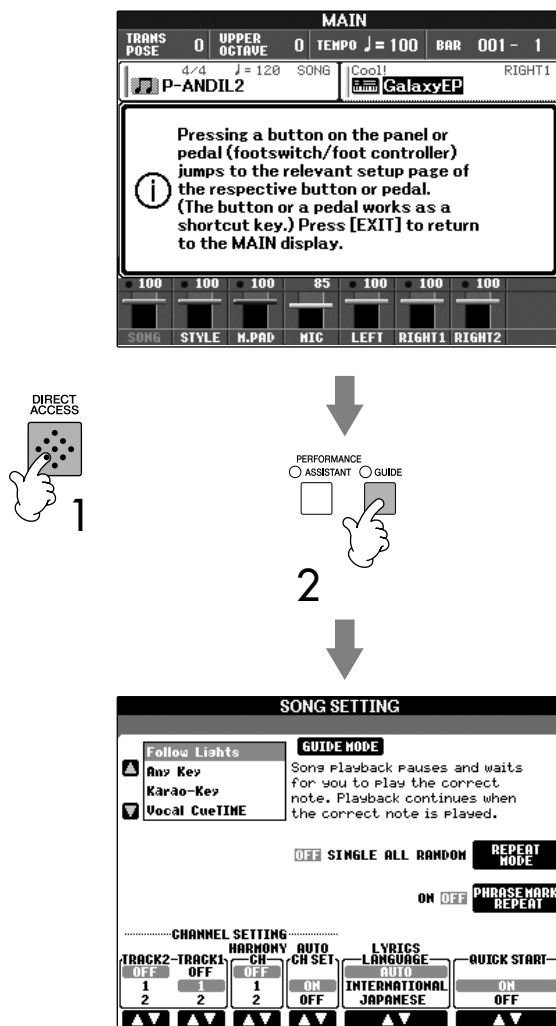 MAIN
TRANS POSE 0 UPPER OCTAVE 0 TEMPO ♩= 100 BAR 001 - 1
4/4 ♩= 120 SONG
P-ANDIL2
Cool! RIGHT1
GalaxyEP
Pressing a button on the panel or
pedal (footswitch/foot controller)
jumps to the relevant setup page of
the respective button or pedal.
(The button or a pedal works as a
shortcut key.) Press [EXIT] to return
to the MAIN display.
100 100 100 85 100 100 100
SONG STYLE M.PAD MIC LEFT RIGHT1 RIGHT2
DIRECT
ACCESS
1
PERFORMANCE
ASSISTANT GUIDE
2
SONG SETTING
Follow Lights
Any Key
Karao-Key
Vocal CueTIME
GUIDE MODE
Song playback pauses and waits
for you to play the correct
note. Playback continues when
the correct note is played.
OFF SINGLE ALL RANDOM REPEAT MODE
ON OFF PHRASE MARK REPEAT
CHANNEL SETTING
TRACK2-TRACK1 HARMONY CH AUTO CH SET LYRICS LANGUAGE QUICK START
OFF OFF OFF AUTO
1 1 1 ON INTERNATIONAL ON
2 2 2 OFF JAPANESE OFF